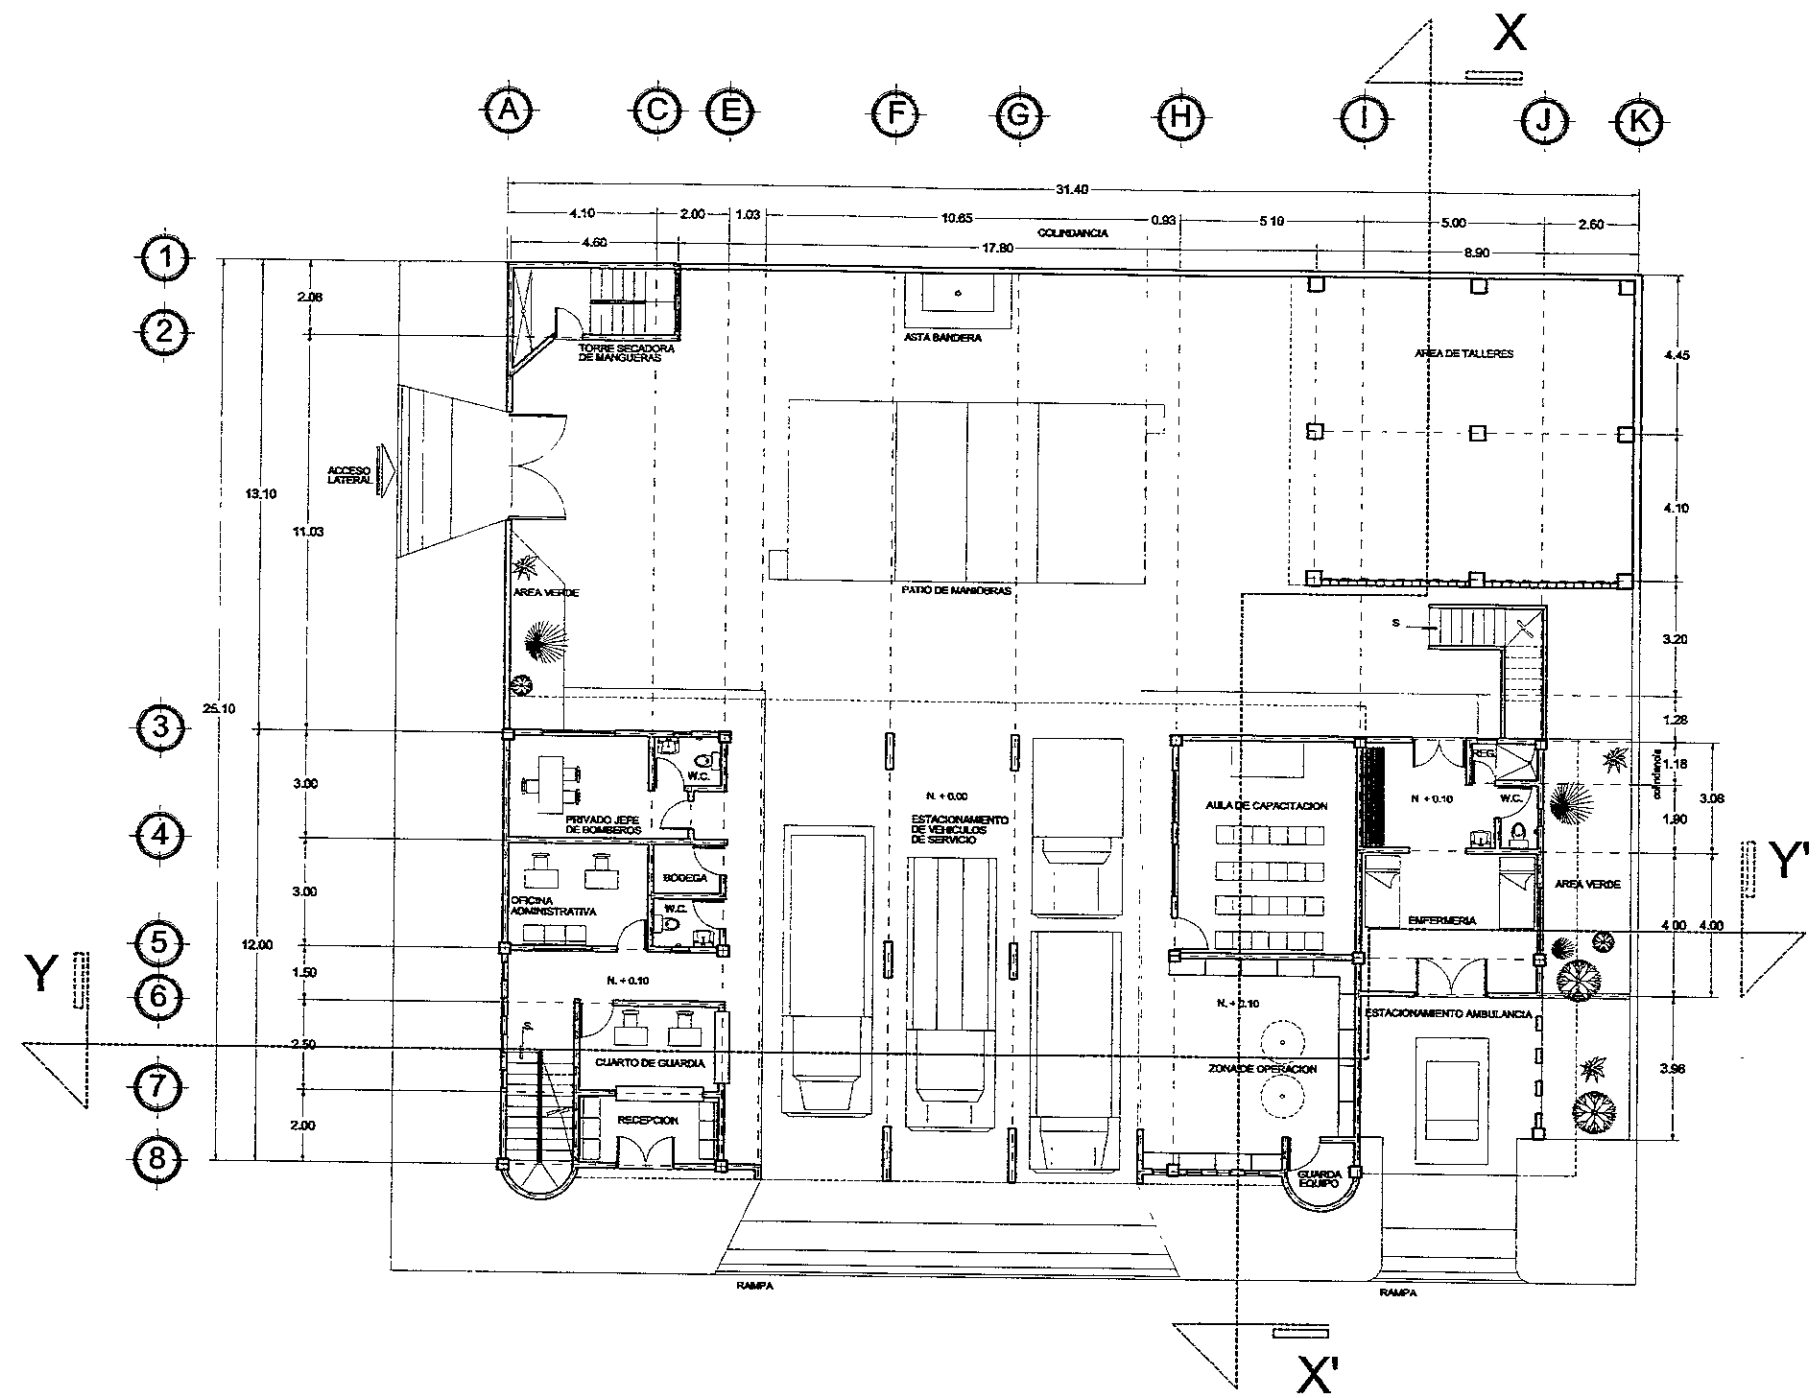 X
A C E F G H I J K
31.40
4.10 2.00 1.03 10.65 0.93 5.10 5.00 2.60
COLINDANCIA
4.60 17.80 8.90
1
2.08
2
TORRE SECADORA
DE MANGUERAS
ASTA BANDERA
AREA DE TALLERES
4.45
ACCESO
LATERAL
13.10
11.03
4.10
AREA VERDE
PATIO DE MANIOBRAS
S
3.20
25.10
3
1.28
REG.
1.18
colindancia
W.C.
3.00
N. + 0.00
N + 0.10
W.C.
3.08
AULA DE CAPACITACION
PRIVADO JEFE
DE BOMBEROS
ESTACIONAMIENTO
DE VEHICULOS
DE SERVICIO
1.90
4
Y'
BODEGA
3.00
AREA VERDE
OFICINA
ADMINISTRATIVA
W.C.
ENFERMERIA
4.00 4.00
5
12.00
Y
1.50
N. + 0.10
6
N. + 0.10
ESTACIONAMIENTO AMBULANCIA
S
2.50
CUARTO DE GUARDIA
ZONA DE OPERACION
3.98
7
2.00
RECEPCION
8
GUARDA
EQUIPO
RAMPA
RAMPA
X'